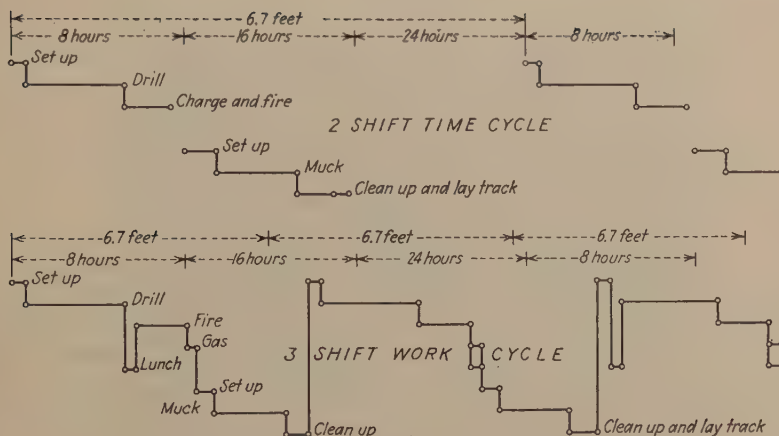 6.7 feet
8 hours 16 hours 24 hours 8 hours
Set up
Drill
Charge and fire
2 SHIFT TIME CYCLE
Set up
Muck
Clean up and lay track
6.7 feet 6.7 feet 6.7 feet
8 hours 16 hours 24 hours 8 hours
Set up
Drill Fire
Gas
Lunch 3 SHIFT WORK CYCLE
Set up
Muck
Clean up Clean up and lay track